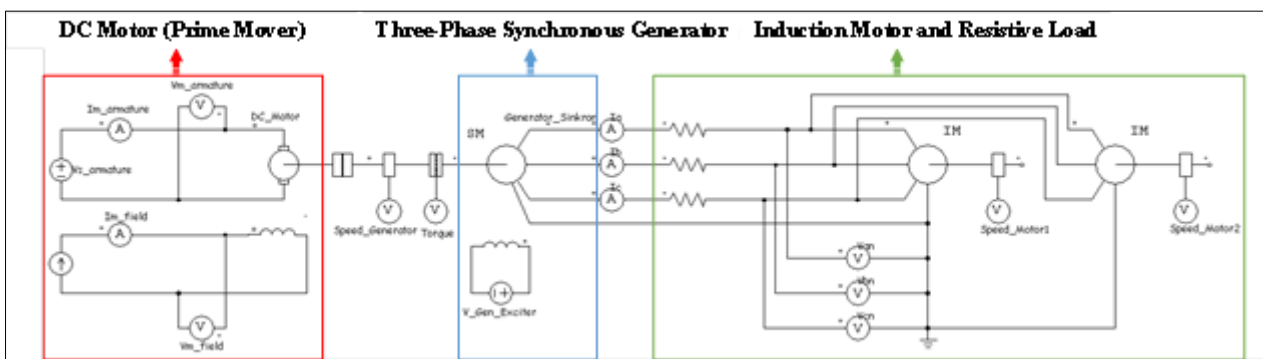 DC Motor (Prime Mover)
Three-Phase Synchronous Generator
Induction Motor and Resistive Load
Vm_armature
V
Im_armature
A
DC_Motor
Vs_armature
Im_field
A
V
Vm_field
Speed_Generator
V
Torque
V
SM
Generator_Sinkron
Ia
A
Ib
A
Ic
A
V_Gen_Exciter
IM
IM
V
Speed_Motor1
V
Speed_Motor2
V
Vbn
V
Vcn
V